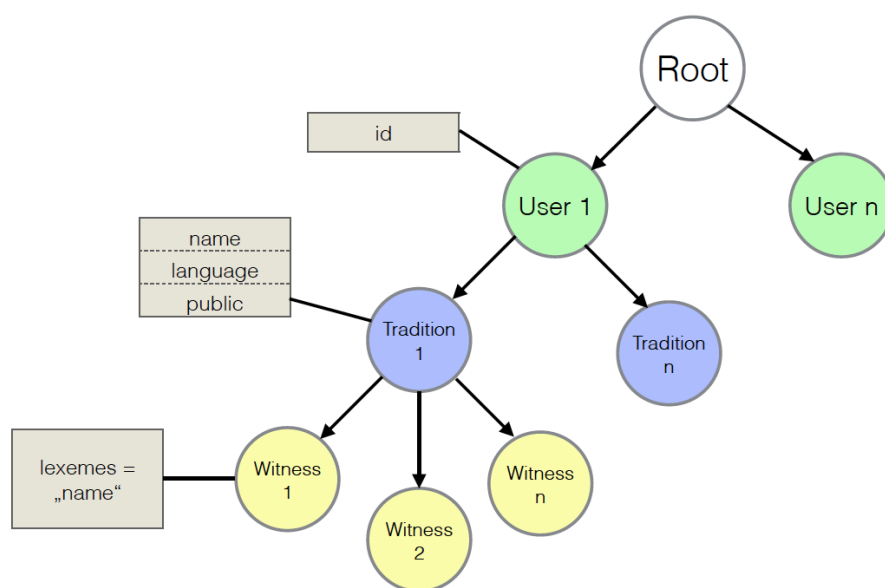 Root
id
User 1
User n
name
language
public
Tradition
1
Tradition
n
lexemes =
„name“
Witness
1
Witness
2
Witness
n